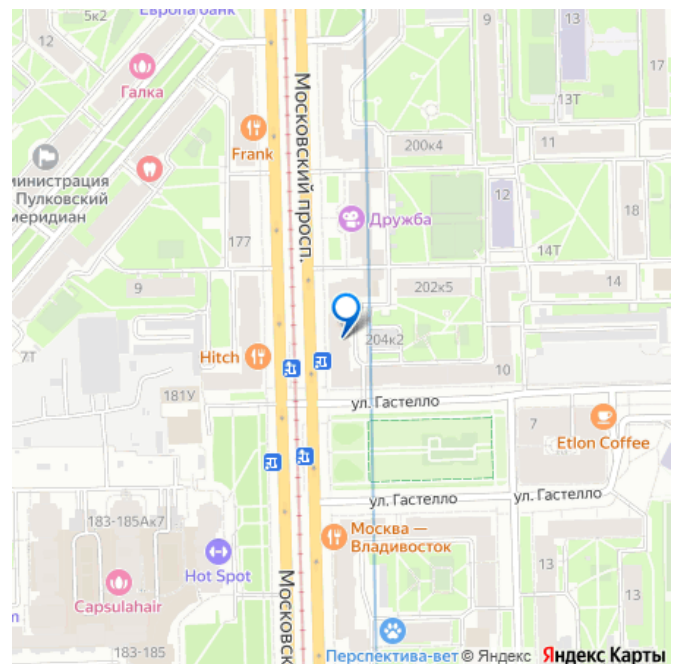 Европа банк
5к2
12
9
13
17
Галка
13Т
Frank
200к4
11
министрация
Пулковский
меридиан
Московский просп.
12
18
Дружба
177
14Т
9
202к5
14
7Т
Hitch
204к2
10
181У
ул. Гастелло
7
Etlon Coffee
ул. Гастелло
ул. Гастелло
183-185Ак7
Москва —
Владивосток
Hot Spot
13
13
Capsulahair
Московск
183-185
Перспектива-вет
© Яндекс
Яндекс Карты